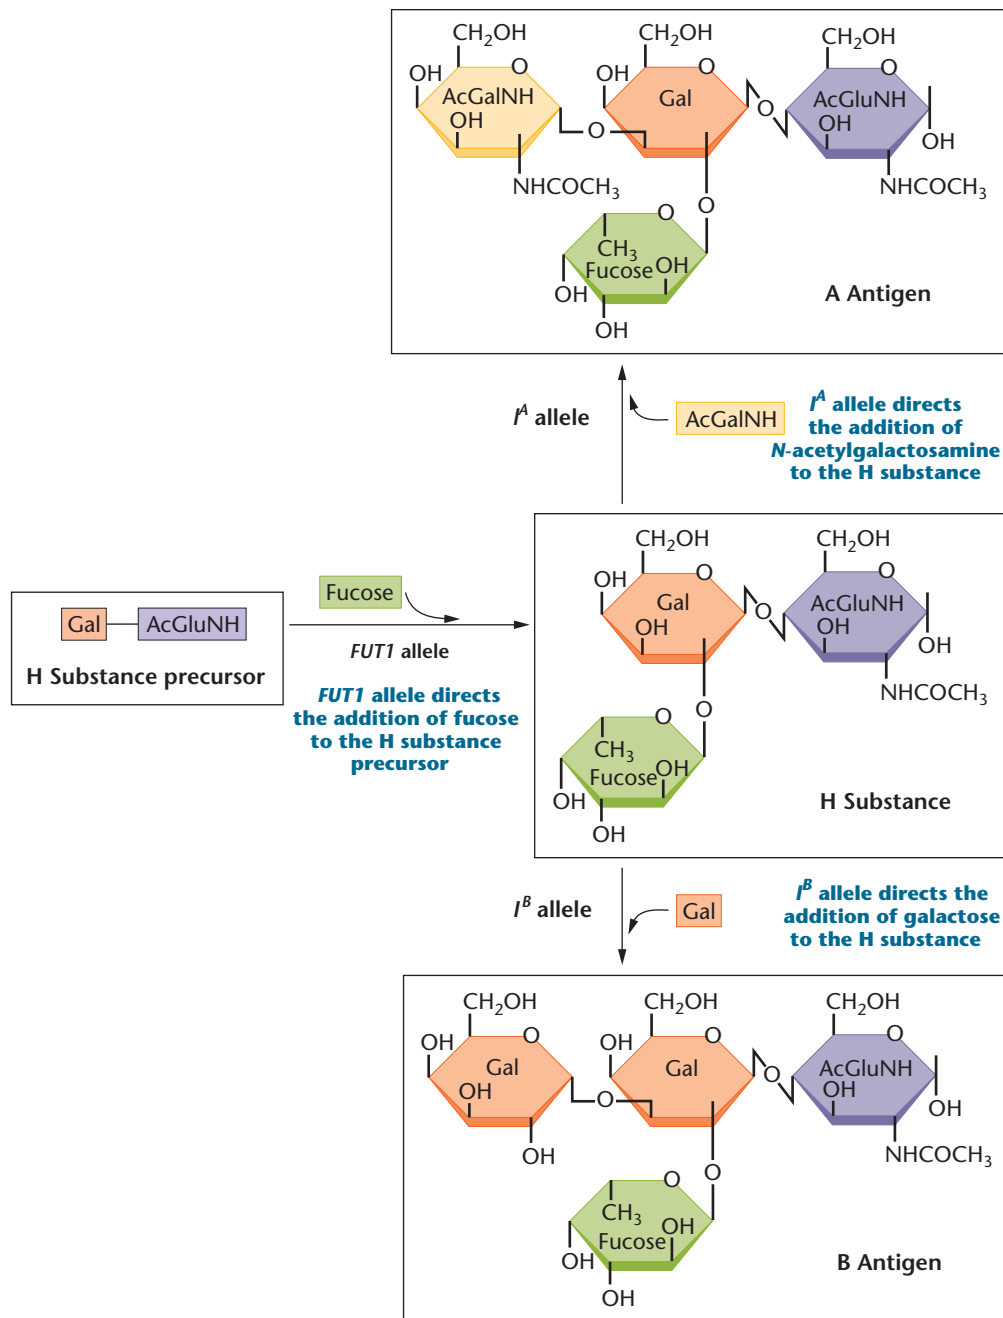 CH₂OH CH₂OH CH₂OH
OH O OH O O
AcGalNH Gal AcGluNH
OH O O OH OH
NHCOCH₃ O NHCOCH₃
O
CH₃ OH
Fucose
OH
OH
A Antigen
I^A allele
AcGalNH
I^A allele directs
the addition of
N-acetylgalactosamine
to the H substance
Gal AcGluNH
H Substance precursor
Fucose
FUT1 allele
FUT1 allele directs
the addition of fucose
to the H substance
precursor
CH₂OH CH₂OH
OH O O
Gal O AcGluNH
OH OH OH
NHCOCH₃
O O
CH₃ OH
Fucose
OH
OH
H Substance
I^B allele
Gal
I^B allele directs the
addition of galactose
to the H substance
CH₂OH CH₂OH CH₂OH
OH O OH O O
Gal Gal O AcGluNH
OH O OH OH
OH NHCOCH₃
O O
CH₃ OH
Fucose
OH
OH
B Antigen